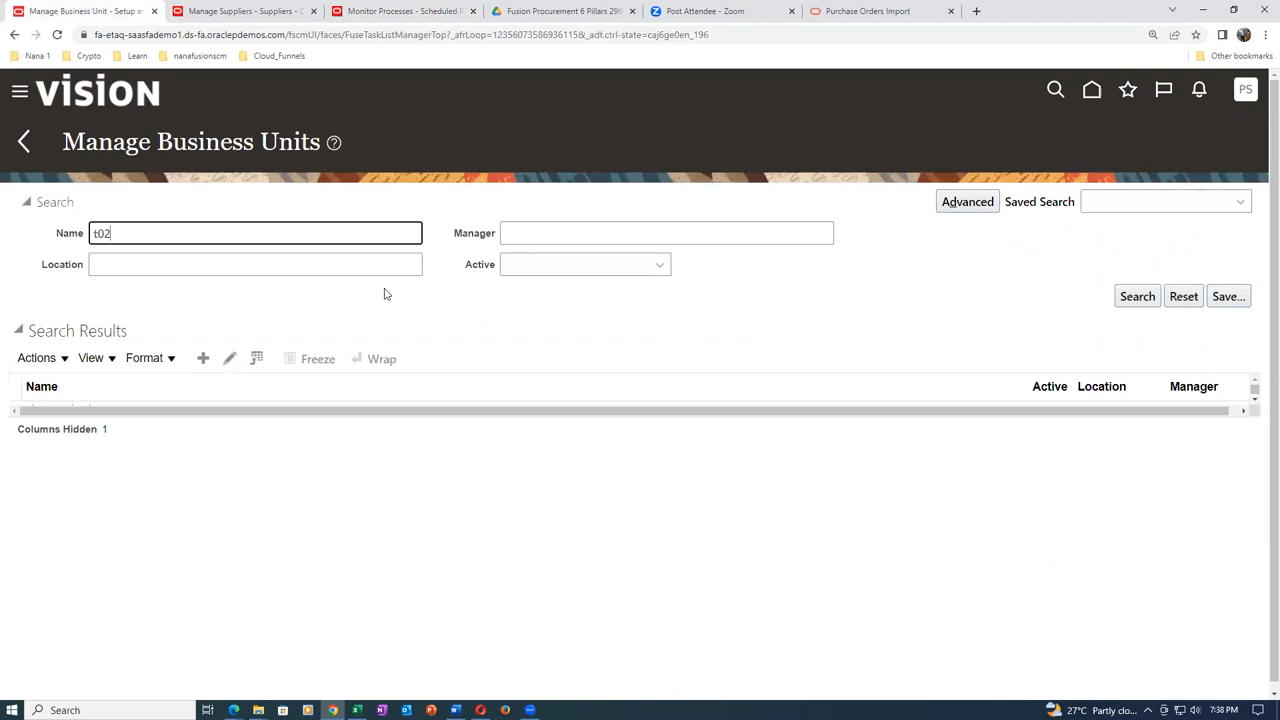 Manage Business Unit - Setup an
Manage Suppliers - Suppliers - O
Monitor Processes - Scheduled P
Fusion Procurement 6 Pillars 29th
Post Attendee - Zoom
Purchase Orders Import
fa-etaq-saasfademo1.ds-fa.oraclepdemos.com/fscmUI/faces/FuseTaskListManagerTop?_afrLoop=12356073586936115&_adf.ctrl-state=caj6ge0en_196
Nana 1
Crypto
Learn
nanafusionscm
Cloud_Funnels
Other bookmarks
VISION
PS
Manage Business Units
Search
Advanced
Saved Search
Name
t02
Manager
Location
Active
Search
Reset
Save...
Search Results
Actions
View
Format
Freeze
Wrap
Name
Active
Location
Manager
Columns Hidden 1
Search
27°C
Partly clo...
7:38 PM